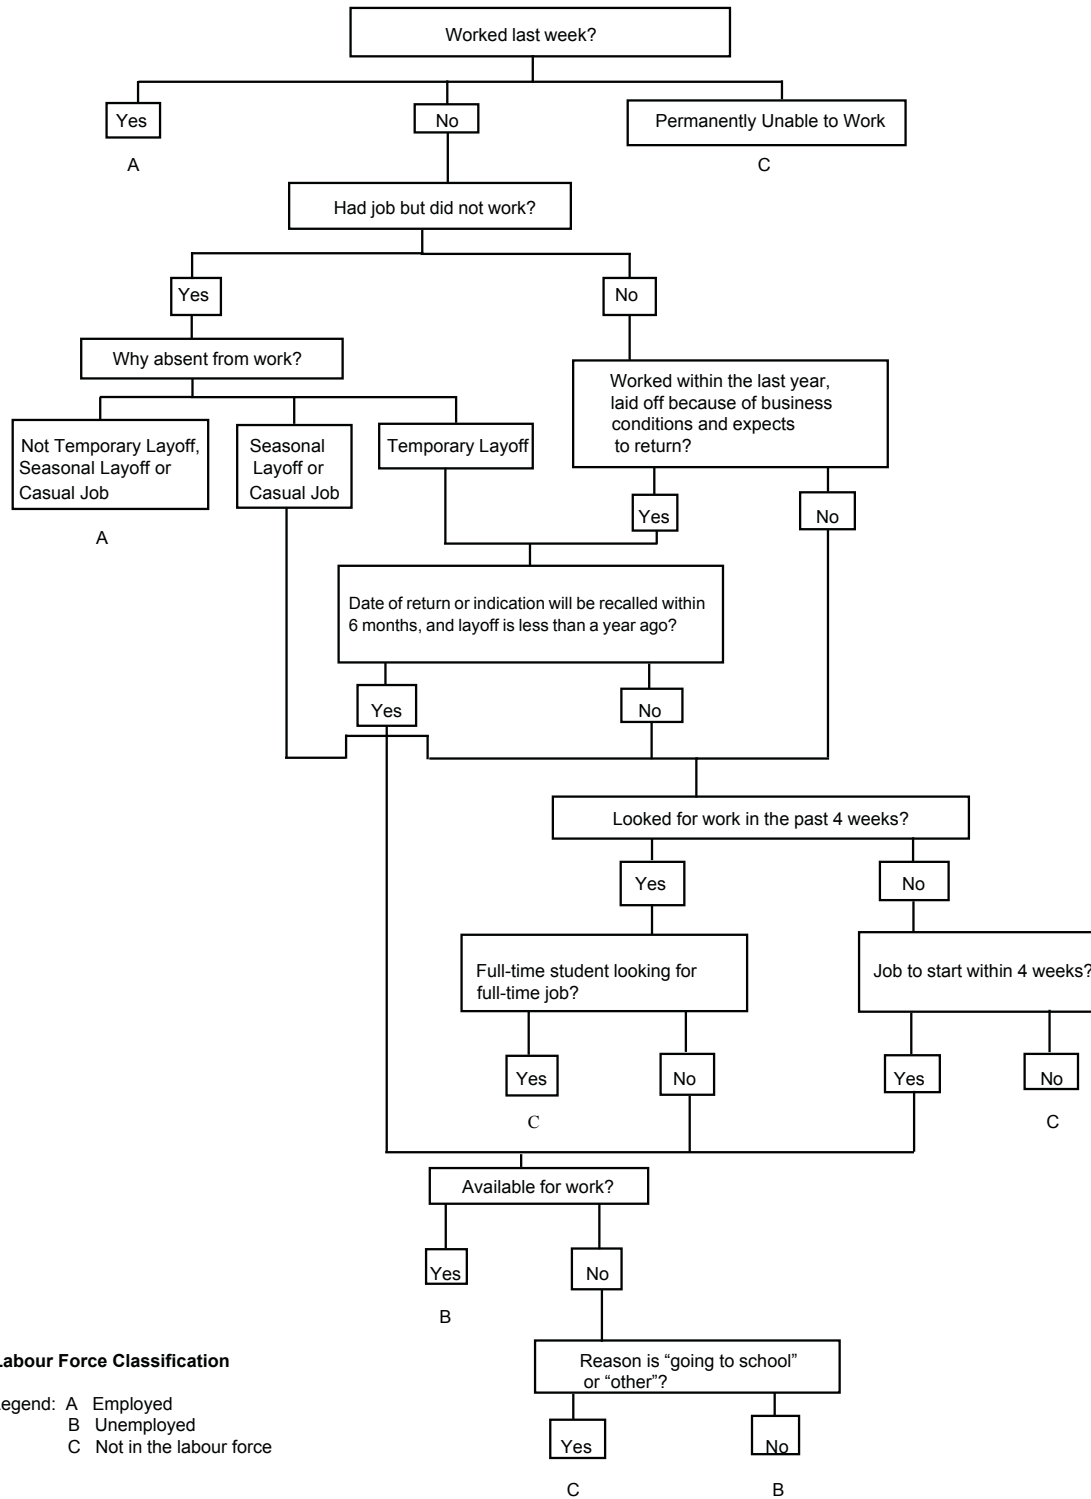 Worked last week?
Yes
No
Permanently Unable to Work
A
C
Had job but did not work?
Yes
No
Why absent from work?
Worked within the last year,
laid off because of business
conditions and expects
to return?
Not Temporary Layoff,
Seasonal Layoff or
Casual Job
Seasonal
Layoff or
Casual Job
Temporary Layoff
A
Yes
No
Date of return or indication will be recalled within
6 months, and layoff is less than a year ago?
Yes
No
Looked for work in the past 4 weeks?
Yes
No
Full-time student looking for
full-time job?
Job to start within 4 weeks?
Yes
No
Yes
No
C
C
Available for work?
Yes
No
B
Reason is “going to school”
or “other”?
Yes
No
C
B
Labour Force Classification
egend: A Employed
B Unemployed
C Not in the labour force